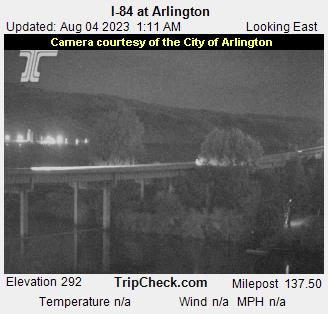 I-84 at Arlington
Updated: Aug 04 2023 1:11 AM Looking East
Camera courtesy of the City of Arlington
Elevation 292 TripCheck.com Milepost 137.50
Temperature n/a Wind n/a MPH n/a